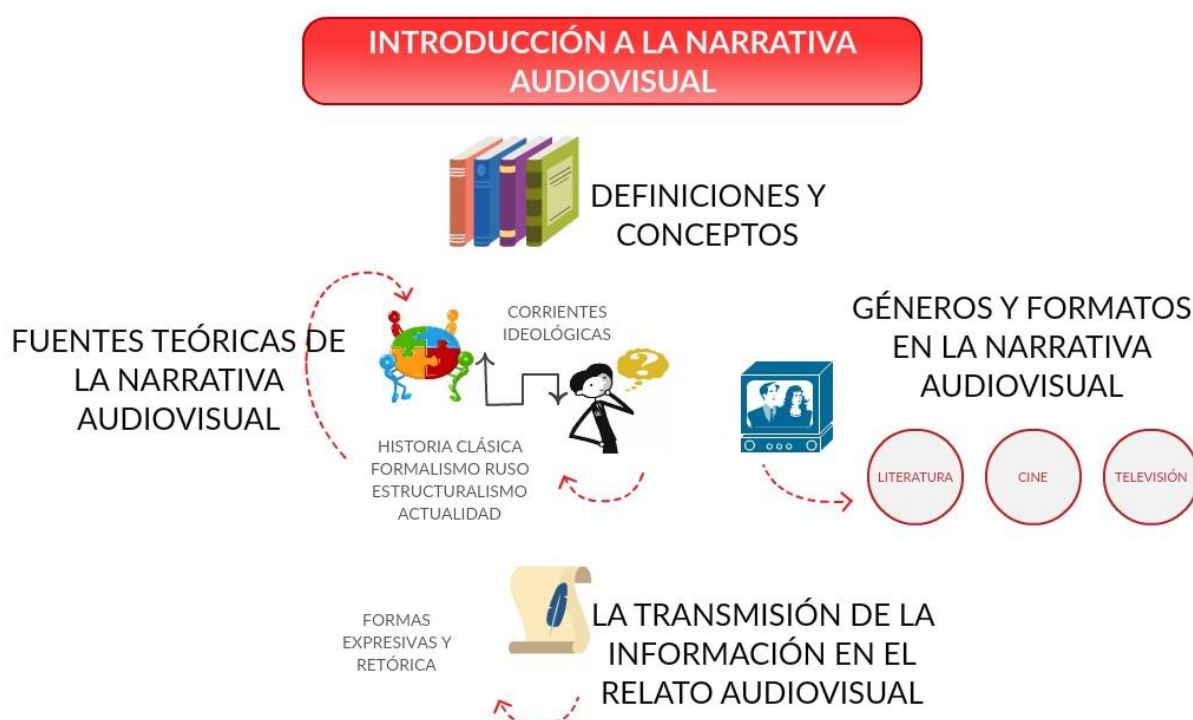 INTRODUCCIÓN A LA NARRATIVA
AUDIOVISUAL
DEFINICIONES Y
CONCEPTOS
FUENTES TEÓRICAS DE
LA NARRATIVA
AUDIOVISUAL
CORRIENTES
IDEOLÓGICAS
?
HISTORIA CLÁSICA
FORMALISMO RUSO
ESTRUCTURALISMO
ACTUALIDAD
GÉNEROS Y FORMATOS
EN LA NARRATIVA
AUDIOVISUAL
LITERATURA
CINE
TELEVISIÓN
FORMAS
EXPRESIVAS Y
RETÓRICA
LA TRANSMISIÓN DE LA
INFORMACIÓN EN EL
RELATO AUDIOVISUAL